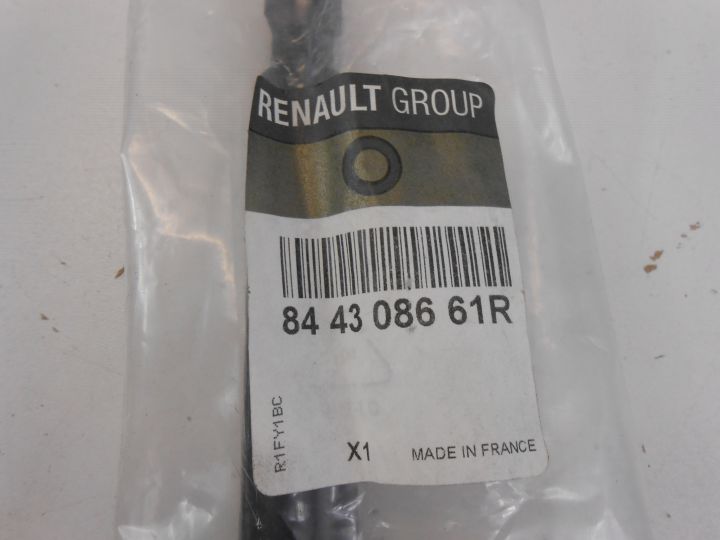 RENAULT GROUP
84 43 086 61R
R1FY1BC
X1 MADE IN FRANCE